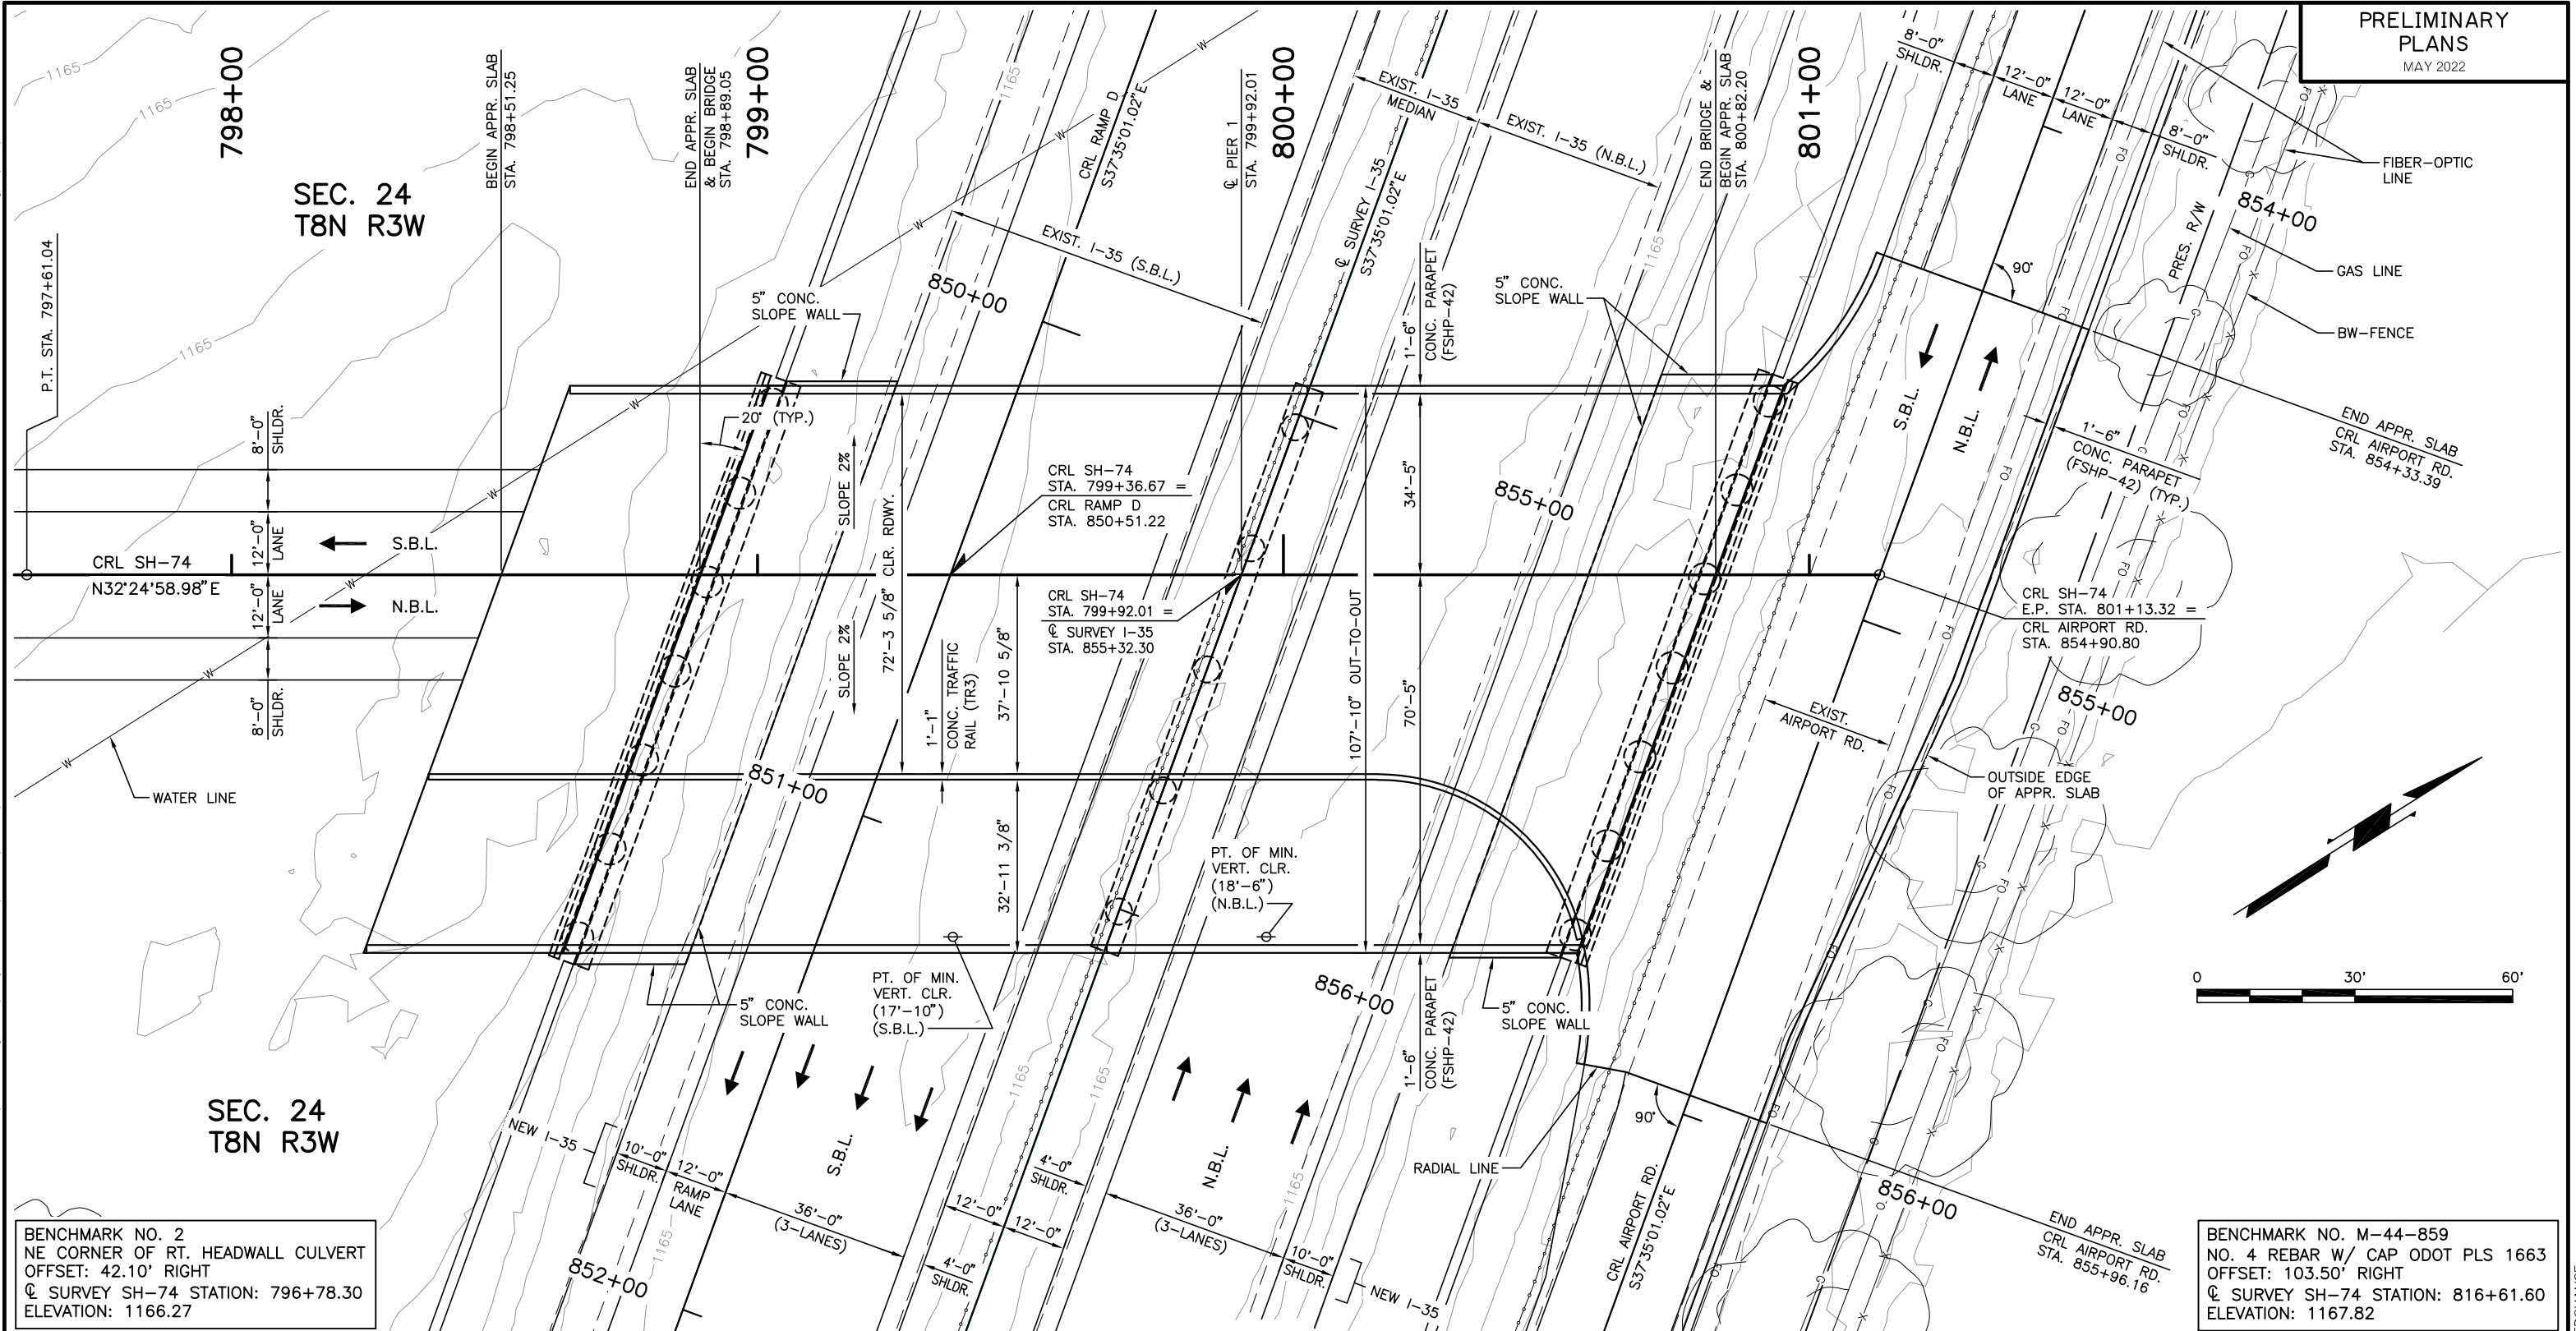 PRELIMINARY
PLANS
MAY 2022
798+00
799+00
800+00
801+00
SEC. 24
T8N R3W
P.T. STA. 797+61.04
BEGIN APPR. SLAB
STA. 798+51.25
END APPR. SLAB
& BEGIN BRIDGE
STA. 798+89.05
CRL RAMP D
S37°35'01.02"E
℄ PIER 1
STA. 799+92.01
EXIST. I-35
MEDIAN
EXIST. I-35 (N.B.L.)
EXIST. I-35 (S.B.L.)
℄ SURVEY I-35
S37°35'01.02"E
END BRIDGE &
BEGIN APPR. SLAB
STA. 800+82.20
8'-0"
SHLDR.
12'-0"
LANE
12'-0"
LANE
8'-0"
SHLDR.
FIBER-OPTIC
LINE
854+00
PRES. R/W
GAS LINE
BW-FENCE
90°
END APPR. SLAB
CRL AIRPORT RD.
STA. 854+33.39
1'-6"
CONC. PARAPET
(FSHP-42) (TYP.)
S.B.L.
N.B.L.
850+00
5" CONC.
SLOPE WALL
20° (TYP.)
5" CONC.
SLOPE WALL
1'-6"
CONC. PARAPET
(FSHP-42)
1165
1165
1165
1165
1165
8'-0"
SHLDR.
12'-0"
LANE
12'-0"
LANE
8'-0"
SHLDR.
CRL SH-74
N32°24'58.98"E
S.B.L.
N.B.L.
WATER LINE
SLOPE 2%
SLOPE 2%
72'-3 5/8" CLR. RDWY.
CRL SH-74
STA. 799+36.67 =
CRL RAMP D
STA. 850+51.22
CRL SH-74
STA. 799+92.01 =
℄ SURVEY I-35
STA. 855+32.30
1'-1"
CONC. TRAFFIC
RAIL (TR3)
37'-10 5/8"
32'-11 3/8"
107'-10" OUT-TO-OUT
34'-5"
70'-5"
855+00
CRL SH-74
E.P. STA. 801+13.32 =
CRL AIRPORT RD.
STA. 854+90.80
EXIST.
AIRPORT RD.
855+00
OUTSIDE EDGE
OF APPR. SLAB
851+00
PT. OF MIN.
VERT. CLR.
(18'-6")
(N.B.L.)
PT. OF MIN.
VERT. CLR.
(17'-10")
(S.B.L.)
5" CONC.
SLOPE WALL
856+00
1'-6"
CONC. PARAPET
(FSHP-42)
5" CONC.
SLOPE WALL
0 30' 60'
SEC. 24
T8N R3W
NEW I-35
10'-0"
SHLDR.
12'-0"
RAMP
LANE
36'-0"
(3-LANES)
S.B.L.
4'-0"
SHLDR.
12'-0"
12'-0"
4'-0"
SHLDR.
36'-0"
(3-LANES)
N.B.L.
10'-0"
SHLDR.
NEW I-35
1165
1165
1165
1165
RADIAL LINE
90°
CRL AIRPORT RD.
S37°35'01.02"E
856+00
END APPR. SLAB
CRL AIRPORT RD.
STA. 855+96.16
852+00
BENCHMARK NO. 2
NE CORNER OF RT. HEADWALL CULVERT
OFFSET: 42.10' RIGHT
℄ SURVEY SH-74 STATION: 796+78.30
ELEVATION: 1166.27
BENCHMARK NO. M-44-859
NO. 4 REBAR W/ CAP ODOT PLS 1663
OFFSET: 103.50' RIGHT
℄ SURVEY SH-74 STATION: 816+61.60
ELEVATION: 1167.82